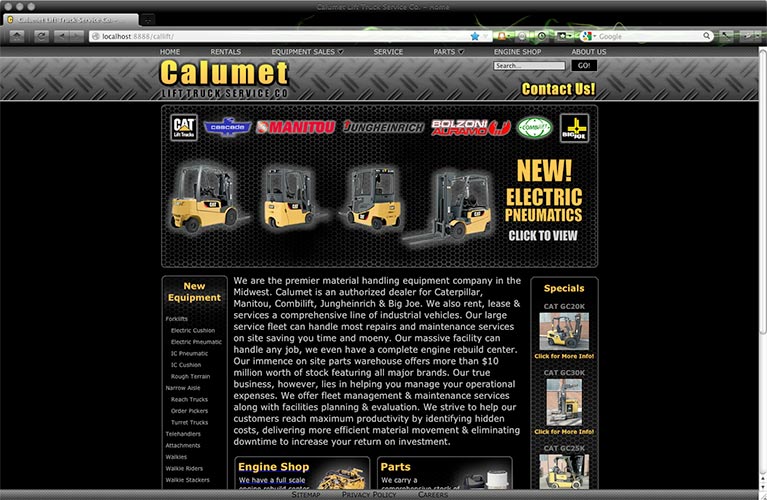 Calumet Lift Truck Service Co. - home
Calumet Lift Truck Service Co. -...
localhost:8888/callift/
Google
HOME RENTALS EQUIPMENT SALES SERVICE PARTS ENGINE SHOP ABOUT US
Search... GO!
Calumet
LIFT TRUCK SERVICE CO
Contact Us!
CAT
Lift Trucks
cascade
MANITOU
JUNGHEINRICH
BOLZONI
AURAMO
COMBILIFT
BIG JOE
NEW!
ELECTRIC
PNEUMATICS
CLICK TO VIEW
New
Equipment
Forklifts
Electric Cushion
Electric Pneumatic
IC Pneumatic
IC Cushion
Rough Terrain
Narrow Aisle
Reach Trucks
Order Pickers
Turret Trucks
Telehandlers
Attachments
Walkies
Walkie Riders
Walkie Stackers
We are the premier material handling equipment company in the
Midwest. Calumet is an authorized dealer for Caterpillar,
Manitou, Combilift, Jungheinrich & Big Joe. We also rent, lease &
services a comprehensive line of industrial vehicles. Our large
service fleet can handle most repairs and maintenance services
on site saving you time and moeny. Our massive facility can
handle any job, we even have a complete engine rebuild center.
Our immence on site parts warehouse offers more than $10
million worth of stock featuring all major brands. Our true
business, however, lies in helping you manage your operational
expenses. We offer fleet management & maintenance services
along with facilities planning & evaluation. We strive to help our
customers reach maximum productivity by identifying hidden
costs, delivering more efficient material movement & eliminating
downtime to increase your return on investment.
Specials
CAT GC20K
Click for More Info!
CAT GC30K
Click for More Info!
CAT GC25K
Engine Shop
We have a full scale
engine rebuild center
Parts
We carry a
comprehensive stock of
SITEMAP PRIVACY POLICY CAREERS